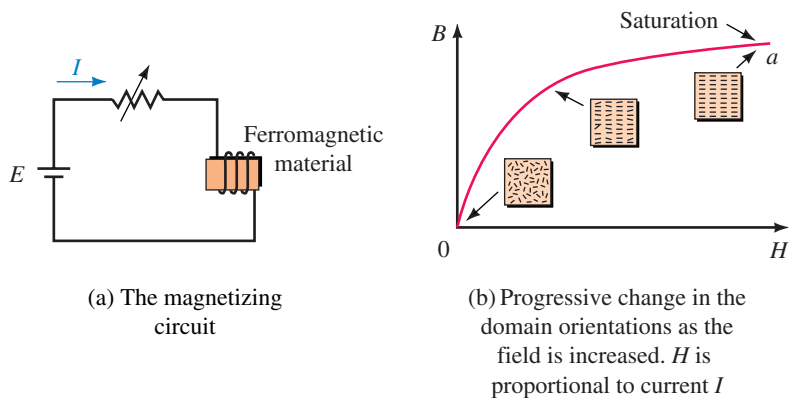 I
E
Ferromagnetic
material
(a) The magnetizing
circuit
B
Saturation
a
0
H
(b) Progressive change in the
domain orientations as the
field is increased. H is
proportional to current I